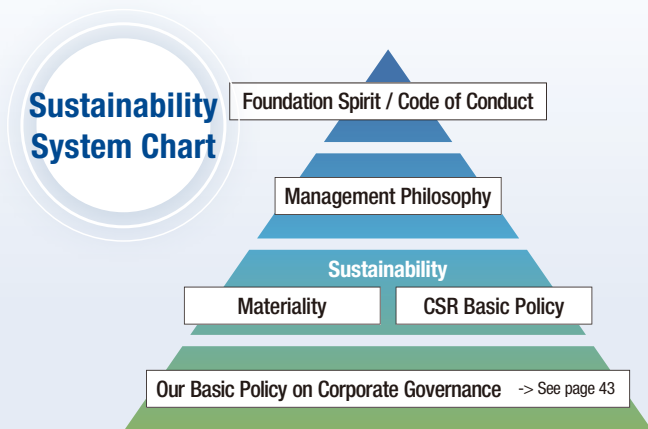 Sustainability
System Chart
Foundation Spirit / Code of Conduct
Management Philosophy
Sustainability
Materiality
CSR Basic Policy
Our Basic Policy on Corporate Governance -> See page 43